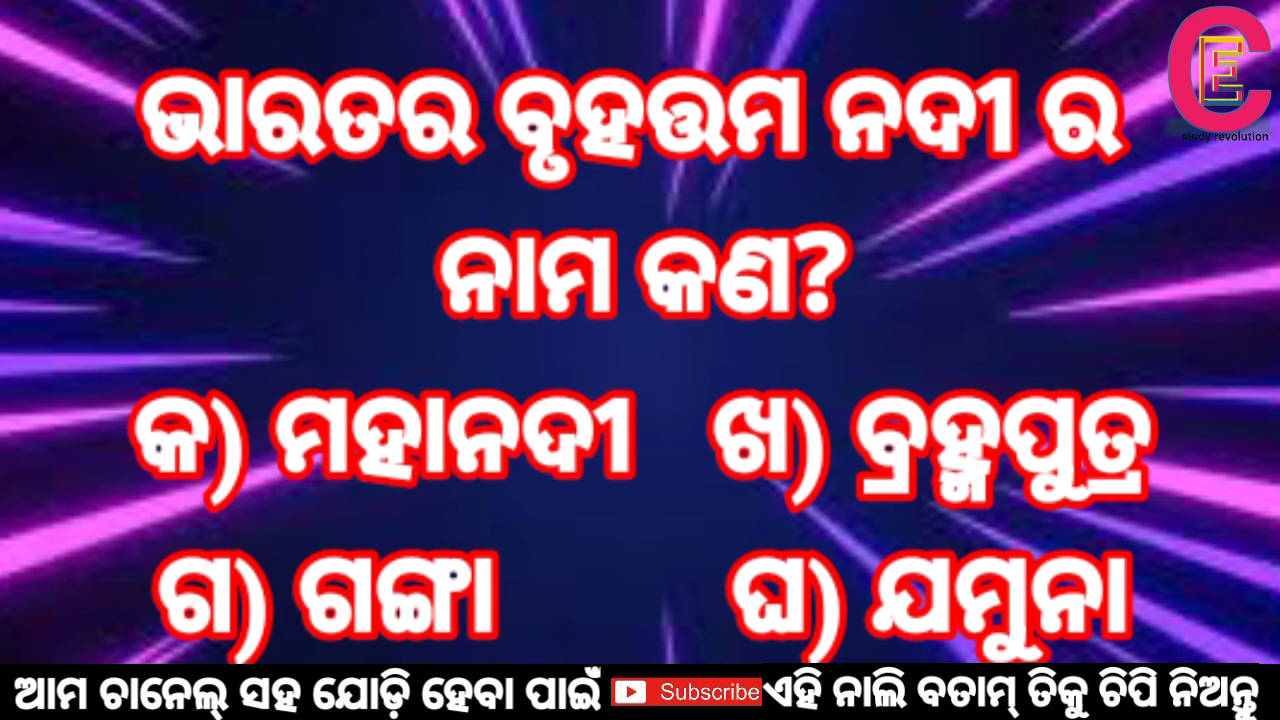 CE
study revolution
ଭାରତର ବୃହତ୍ତମ ନଦୀ ର
ନାମ କଣ?
କ) ମହାନଦୀ ଖ) ବ୍ରହ୍ମପୁତ୍ର
ଗ) ଗଙ୍ଗା ଘ) ଯମୁନା
ଆମ ଚାନେଲ୍ ସହ ଯୋଡ଼ି ହେବା ପାଇଁ Subscribe ଏହି ନାଲି ବଟାମ୍ ଟିକୁ ଟିପି ଦିଅନ୍ତୁ